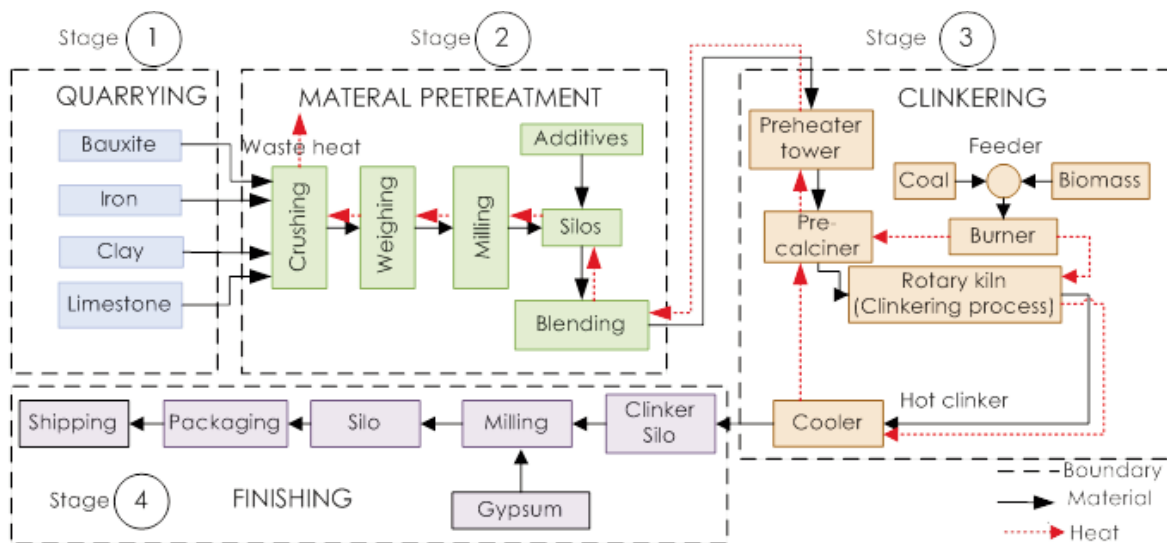 Stage 1
Stage 2
Stage 3
QUARRYING
MATERAL PRETREATMENT
CLINKERING
Bauxite
Iron
Clay
Limestone
Waste heat
Crushing
Weighing
Milling
Additives
Silos
Blending
Preheater
tower
Feeder
Coal
Biomass
Pre-
calciner
Burner
Rotary kiln
(Clinkering process)
Hot clinker
Cooler
Shipping
Packaging
Silo
Milling
Clinker
Silo
Gypsum
Stage 4
FINISHING
Boundary
Material
Heat